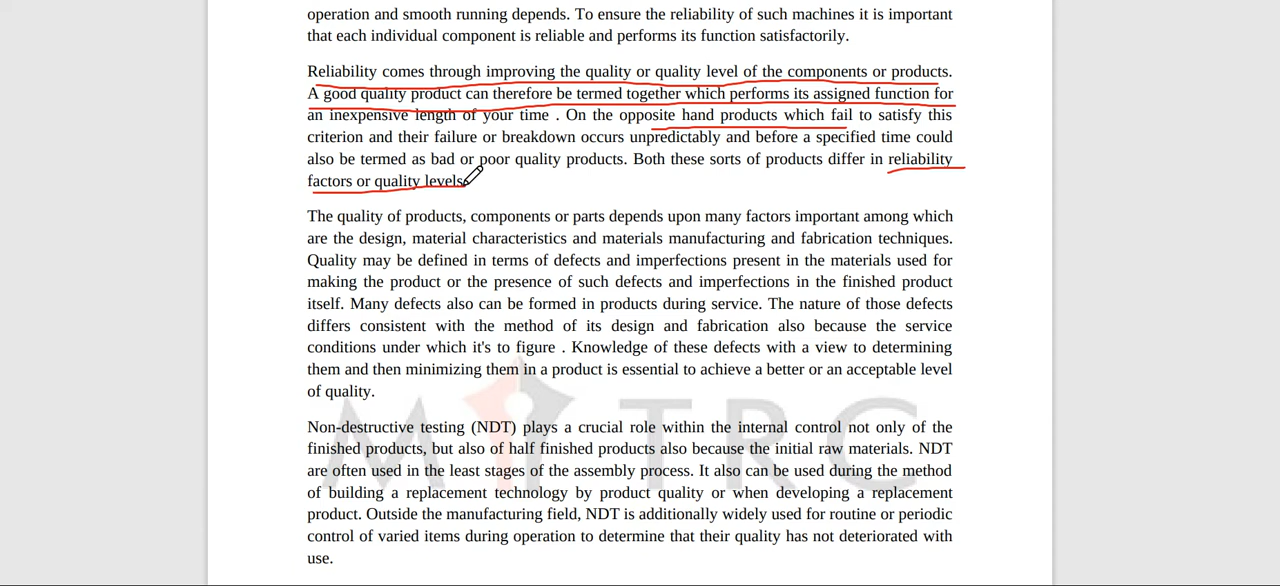 operation and smooth running depends. To ensure the reliability of such machines it is important
that each individual component is reliable and performs its function satisfactorily.
Reliability comes through improving the quality or quality level of the components or products.
A good quality product can therefore be termed together which performs its assigned function for
an inexpensive length of your time . On the opposite hand products which fail to satisfy this
criterion and their failure or breakdown occurs unpredictably and before a specified time could
also be termed as bad or poor quality products. Both these sorts of products differ in reliability
factors or quality levels
The quality of products, components or parts depends upon many factors important among which
are the design, material characteristics and materials manufacturing and fabrication techniques.
Quality may be defined in terms of defects and imperfections present in the materials used for
making the product or the presence of such defects and imperfections in the finished product
itself. Many defects also can be formed in products during service. The nature of those defects
differs consistent with the method of its design and fabrication also because the service
conditions under which it's to figure . Knowledge of these defects with a view to determining
them and then minimizing them in a product is essential to achieve a better or an acceptable level
of quality.
Non-destructive testing (NDT) plays a crucial role within the internal control not only of the
finished products, but also of half finished products also because the initial raw materials. NDT
are often used in the least stages of the assembly process. It also can be used during the method
of building a replacement technology by product quality or when developing a replacement
product. Outside the manufacturing field, NDT is additionally widely used for routine or periodic
control of varied items during operation to determine that their quality has not deteriorated with
use.
M TRC